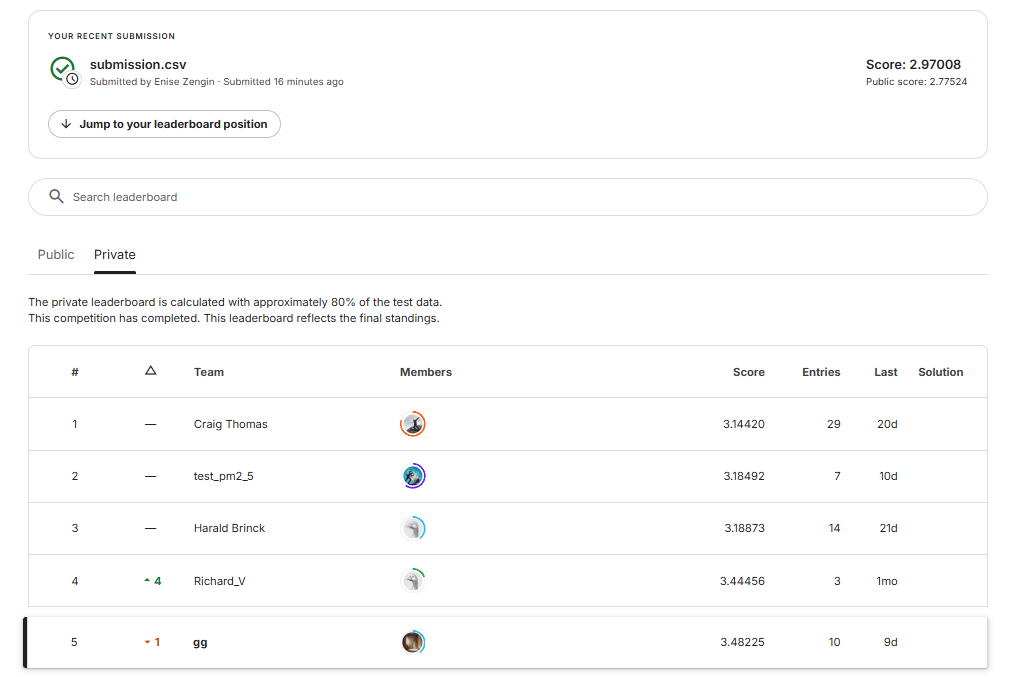 YOUR RECENT SUBMISSION
submission.csv
Submitted by Enise Zengin · Submitted 16 minutes ago
Score: 2.97008
Public score: 2.77524
↓ Jump to your leaderboard position
Search leaderboard
Public Private
The private leaderboard is calculated with approximately 80% of the test data.
This competition has completed. This leaderboard reflects the final standings.
# △ Team Members Score Entries Last Solution
1 — Craig Thomas 3.14420 29 20d
2 — test_pm2_5 3.18492 7 10d
3 — Harald Brinck 3.18873 14 21d
4 ▲ 4 Richard_V 3.44456 3 1mo
5 ▼ 1 gg 3.48225 10 9d